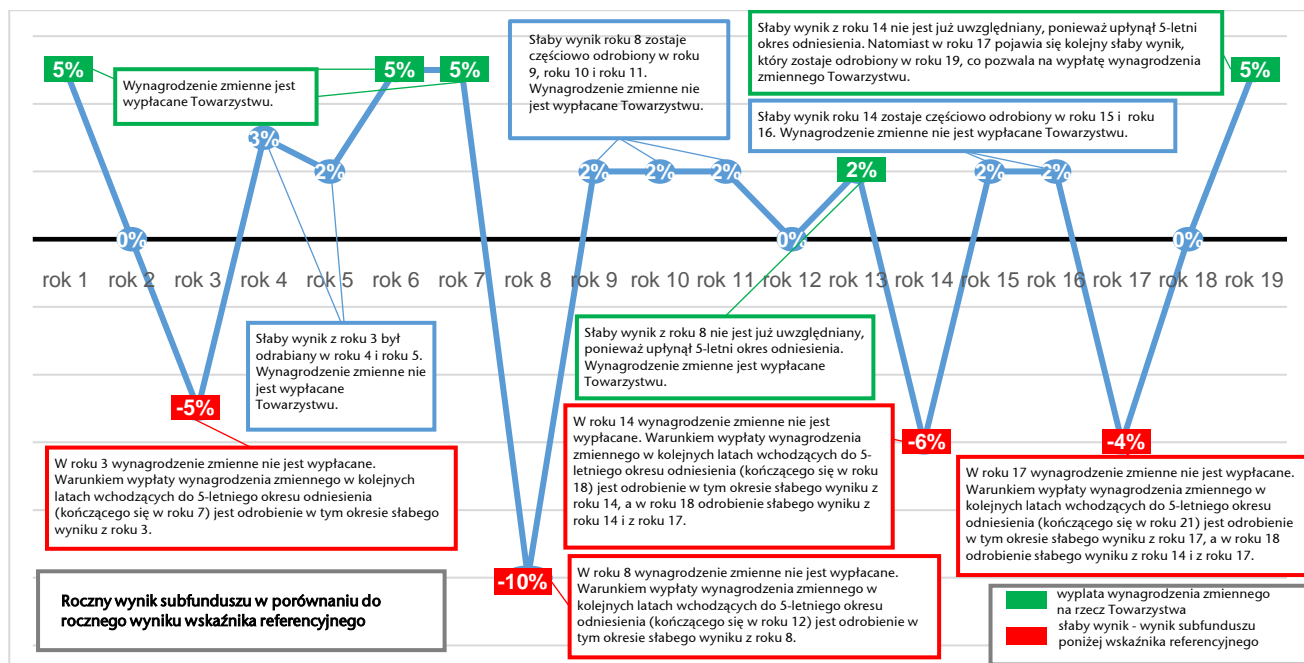 Słaby wynik roku 8 zostaje
częściowo odrobiony w roku
9, roku 10 i roku 11.
Wynagrodzenie zmienne nie
jest wypłacane Towarzystwu.
Słaby wynik z roku 14 nie jest już uwzględniany, ponieważ upłynął 5-letni
okres odniesienia. Natomiast w roku 17 pojawia się kolejny słaby wynik,
który zostaje odrobiony w roku 19, co pozwala na wypłatę wynagrodzenia
zmiennego Towarzystwu.
Wynagrodzenie zmienne jest
wypłacane Towarzystwu.
Słaby wynik roku 14 zostaje częściowo odrobiony w roku 15 i roku
16. Wynagrodzenie zmienne nie jest wypłacane Towarzystwu.
5%
0%
-5%
3%
2%
5%
5%
-10%
2%
2%
2%
0%
2%
-6%
2%
2%
-4%
0%
5%
rok 1 rok 2 rok 3 rok 4 rok 5 rok 6 rok 7 rok 8 rok 9 rok 10 rok 11 rok 12 rok 13 rok 14 rok 15 rok 16 rok 17 rok 18 rok 19
Słaby wynik z roku 3 był
odrabiany w roku 4 i roku 5.
Wynagrodzenie zmienne nie
jest wypłacane
Towarzystwu.
Słaby wynik z roku 8 nie jest już uwzględniany,
ponieważ upłynął 5-letni okres odniesienia.
Wynagrodzenie zmienne jest wypłacane
Towarzystwu.
W roku 3 wynagrodzenie zmienne nie jest wypłacane.
Warunkiem wypłaty wynagrodzenia zmiennego w kolejnych
latach wchodzących do 5-letniego okresu odniesienia
(kończącego się w roku 7) jest odrobienie w tym okresie słabego
wyniku z roku 3.
W roku 14 wynagrodzenie zmienne nie jest
wypłacane. Warunkiem wypłaty wynagrodzenia
zmiennego w kolejnych latach wchodzących do 5-
letniego okresu odniesienia (kończącego się w roku
18) jest odrobienie w tym okresie słabego wyniku z
roku 14, a w roku 18 odrobienie słabego wyniku z
roku 14 i z roku 17.
W roku 17 wynagrodzenie zmienne nie jest wypłacane.
Warunkiem wypłaty wynagrodzenia zmiennego w
kolejnych latach wchodzących do 5-letniego okresu
odniesienia (kończącego się w roku 21) jest odrobienie
w tym okresie słabego wyniku z roku 17, a w roku 18
odrobienie słabego wyniku z roku 14 i z roku 17.
W roku 8 wynagrodzenie zmienne nie jest wypłacane.
Warunkiem wypłaty wynagrodzenia zmiennego w
kolejnych latach wchodzących do 5-letniego okresu
odniesienia (kończącego się w roku 12) jest odrobienie w
tym okresie słabego wyniku z roku 8.
Roczny wynik subfunduszu w porównaniu do
rocznego wyniku wskaźnika referencyjnego
wyplata wynagrodzenia zmiennego
na rzecz Towarzystwa
słaby wynik - wynik subfunduszu
poniżej wskaźnika referencyjnego